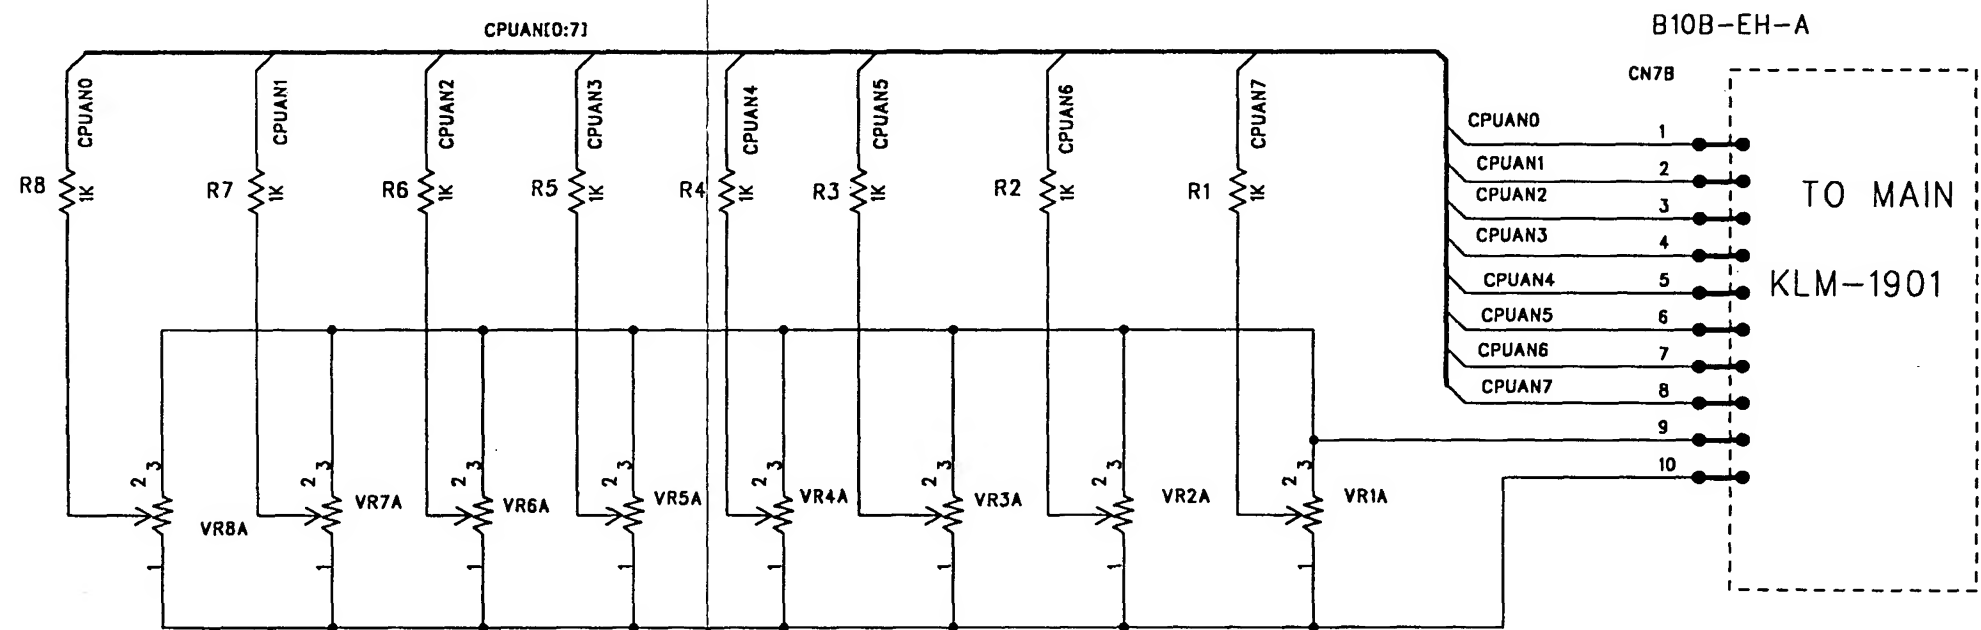 B10B-EH-A
CPUAN[0:7]
CN7B
CPUAN0 CPUAN1 CPUAN2 CPUAN3 CPUAN4 CPUAN5 CPUAN6 CPUAN7
R8 1K R7 1K R6 1K R5 1K R4 1K R3 1K R2 1K R1 1K
CPUAN0 1
CPUAN1 2
CPUAN2 3
CPUAN3 4
CPUAN4 5
CPUAN5 6
CPUAN6 7
CPUAN7 8
9
10
TO MAIN
KLM-1901
2 3 2 3 2 3 2 3 2 3 2 3 2 3 2 3
VR8A VR7A VR6A VR5A VR4A VR3A VR2A VR1A
1 1 1 1 1 1 1 1